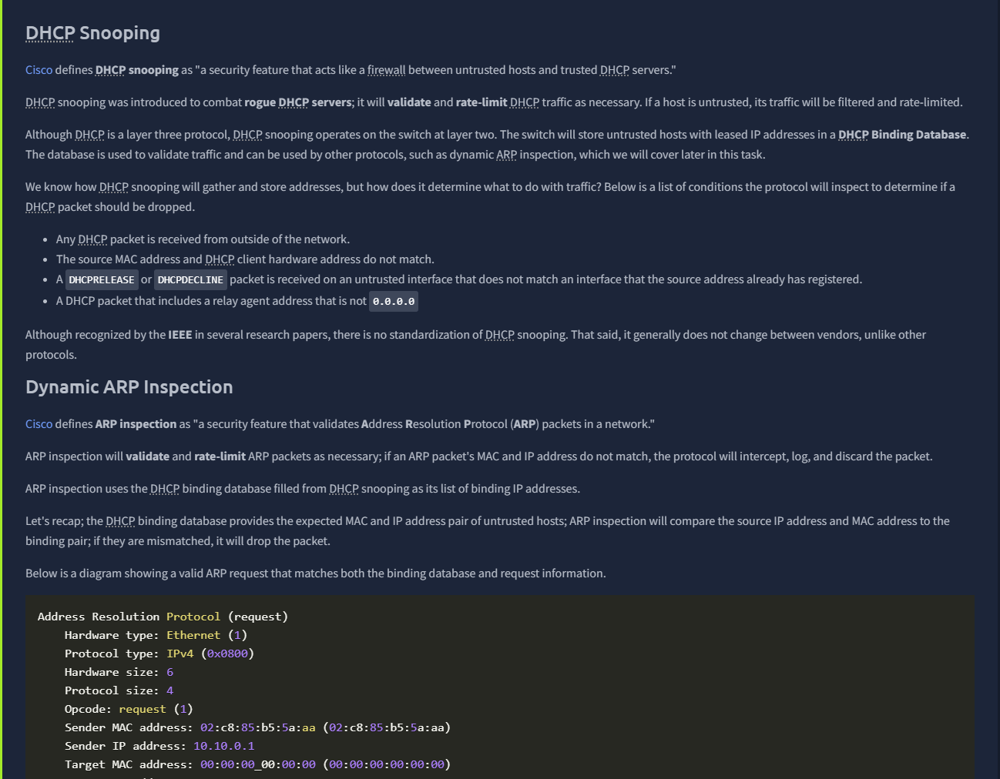 DHCP Snooping
Cisco defines DHCP snooping as "a security feature that acts like a firewall between untrusted hosts and trusted DHCP servers."
DHCP snooping was introduced to combat rogue DHCP servers; it will validate and rate-limit DHCP traffic as necessary. If a host is untrusted, its traffic will be filtered and rate-limited.
Although DHCP is a layer three protocol, DHCP snooping operates on the switch at layer two. The switch will store untrusted hosts with leased IP addresses in a DHCP Binding Database.
The database is used to validate traffic and can be used by other protocols, such as dynamic ARP inspection, which we will cover later in this task.
We know how DHCP snooping will gather and store addresses, but how does it determine what to do with traffic? Below is a list of conditions the protocol will inspect to determine if a
DHCP packet should be dropped.
• Any DHCP packet is received from outside of the network.
• The source MAC address and DHCP client hardware address do not match.
• A DHCPRELEASE or DHCPDECLINE packet is received on an untrusted interface that does not match an interface that the source address already has registered.
• A DHCP packet that includes a relay agent address that is not 0.0.0.0
Although recognized by the IEEE in several research papers, there is no standardization of DHCP snooping. That said, it generally does not change between vendors, unlike other
protocols.
Dynamic ARP Inspection
Cisco defines ARP inspection as "a security feature that validates Address Resolution Protocol (ARP) packets in a network."
ARP inspection will validate and rate-limit ARP packets as necessary; if an ARP packet's MAC and IP address do not match, the protocol will intercept, log, and discard the packet.
ARP inspection uses the DHCP binding database filled from DHCP snooping as its list of binding IP addresses.
Let's recap; the DHCP binding database provides the expected MAC and IP address pair of untrusted hosts; ARP inspection will compare the source IP address and MAC address to the
binding pair; if they are mismatched, it will drop the packet.
Below is a diagram showing a valid ARP request that matches both the binding database and request information.
Address Resolution Protocol (request)
Hardware type: Ethernet (1)
Protocol type: IPv4 (0x0800)
Hardware size: 6
Protocol size: 4
Opcode: request (1)
Sender MAC address: 02:c8:85:b5:5a:aa (02:c8:85:b5:5a:aa)
Sender IP address: 10.10.0.1
Target MAC address: 00:00:00_00:00:00 (00:00:00:00:00:00)